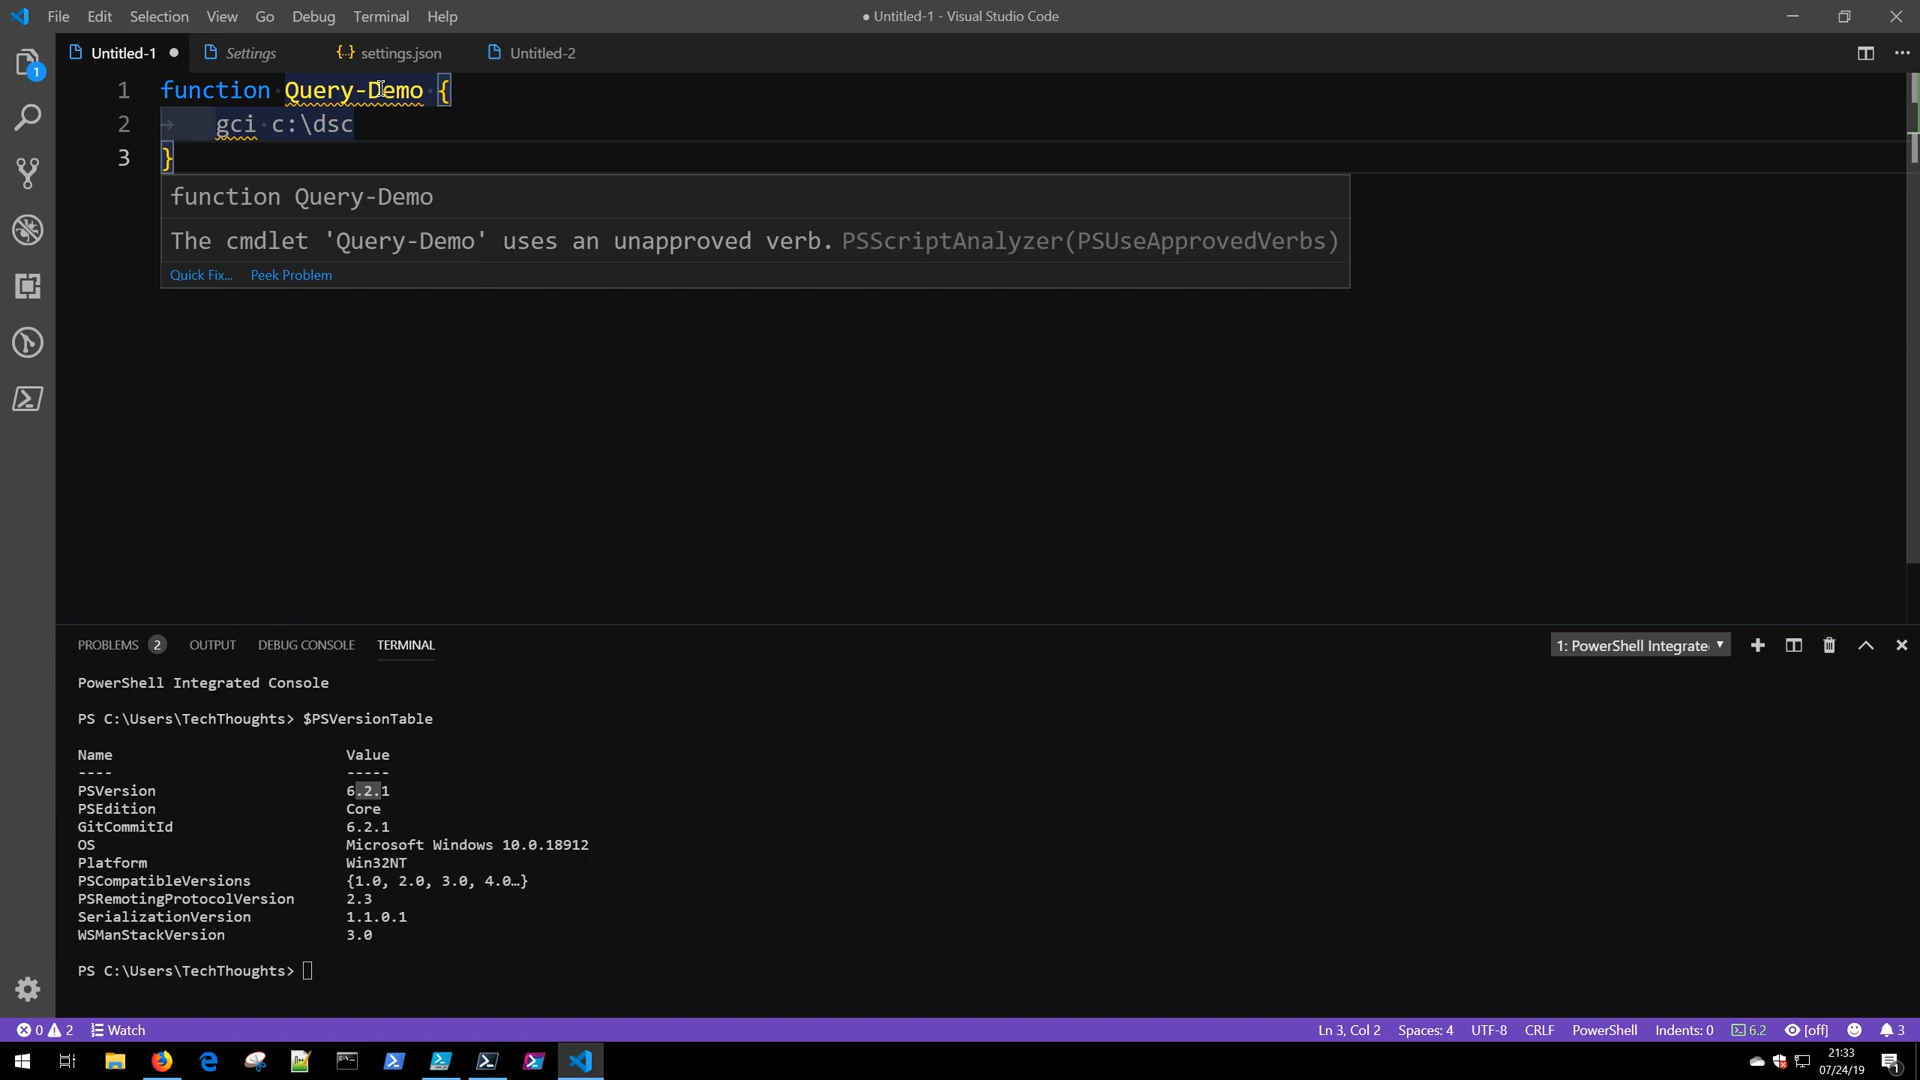 File Edit Selection View Go Debug Terminal Help
● Untitled-1 - Visual Studio Code
Untitled-1 ● Settings {··} settings.json Untitled-2
1 function·Query-Demo·{
2 → gci·c:\dsc
3 }
function Query-Demo
The cmdlet 'Query-Demo' uses an unapproved verb. PSScriptAnalyzer(PSUseApprovedVerbs)
Quick Fix... Peek Problem
1
PROBLEMS 2 OUTPUT DEBUG CONSOLE TERMINAL
1: PowerShell Integrate
PowerShell Integrated Console
PS C:\Users\TechThoughts> $PSVersionTable
Name Value
---- -----
PSVersion 6.2.1
PSEdition Core
GitCommitId 6.2.1
OS Microsoft Windows 10.0.18912
Platform Win32NT
PSCompatibleVersions {1.0, 2.0, 3.0, 4.0…}
PSRemotingProtocolVersion 2.3
SerializationVersion 1.1.0.1
WSManStackVersion 3.0
PS C:\Users\TechThoughts>
0 2 Watch
Ln 3, Col 2 Spaces: 4 UTF-8 CRLF PowerShell Indents: 0 6.2 [off] 3
21:33
07/24/19
1